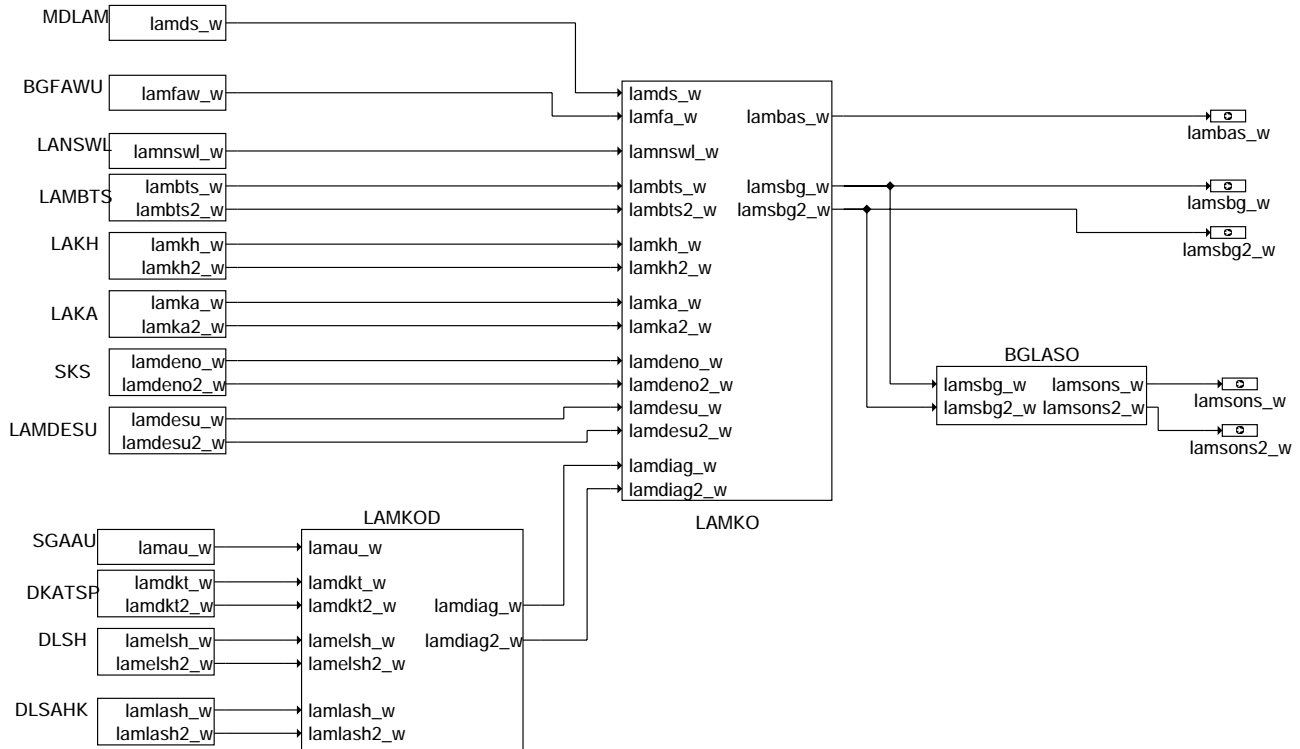 MDLAM
lamds_w
BGFAWU
lamfaw_w
LANSWL
lamnswl_w
LAMBTS
lambts_w
lambts2_w
LAKH
lamkh_w
lamkh2_w
LAKA
lamka_w
lamka2_w
SKS
lamdeno_w
lamdeno2_w
LAMDESU
lamdesu_w
lamdesu2_w
lamds_w
lamfa_w
lamnswl_w
lambts_w
lambts2_w
lamkh_w
lamkh2_w
lamka_w
lamka2_w
lamdeno_w
lamdeno2_w
lamdesu_w
lamdesu2_w
lamdiag_w
lamdiag2_w
lambas_w
lamsbg_w
lamsbg2_w
LAMKO
lambas_w
lamsbg_w
lamsbg2_w
BGLASO
lamsbg_w lamsons_w
lamsbg2_w lamsons2_w
lamsons_w
lamsons2_w
SGAAU
lamau_w
DKATSP
lamdkt_w
lamdkt2_w
DLSH
lamelsh_w
lamelsh2_w
DLSAHK
lamlash_w
lamlash2_w
LAMKOD
lamau_w
lamdkt_w
lamdkt2_w
lamelsh_w
lamelsh2_w
lamlash_w
lamlash2_w
lamdiag_w
lamdiag2_w